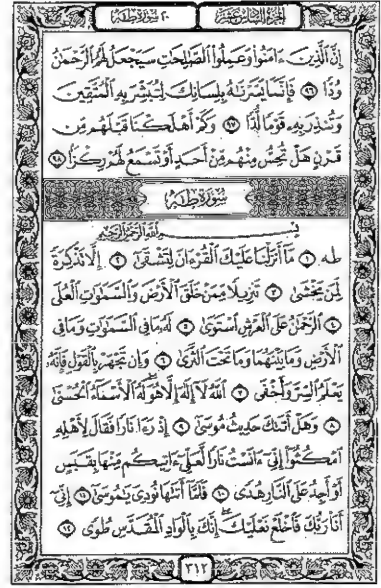 الجزء السادس عشر
٢٠ سورة طه
إِنَّ الَّذِينَ ءَامَنُوا وَعَمِلُوا الصَّالِحَاتِ سَيَجْعَلُ لَهُمُ الرَّحْمَٰنُ
وُدًّا ٩٦ فَإِنَّمَا يَسَّرْنَاهُ بِلِسَانِكَ لِتُبَشِّرَ بِهِ الْمُتَّقِينَ
وَتُنذِرَ بِهِ قَوْمًا لُّدًّا ٩٧ وَكَمْ أَهْلَكْنَا قَبْلَهُم مِّن
قَرْنٍ هَلْ تُحِسُّ مِنْهُم مِّنْ أَحَدٍ أَوْ تَسْمَعُ لَهُمْ رِكْزًا ٩٨
سورة طه
بِسْمِ اللَّهِ الرَّحْمَٰنِ الرَّحِيمِ
طه ١ مَا أَنزَلْنَا عَلَيْكَ الْقُرْءَانَ لِتَشْقَىٰ ٢ إِلَّا تَذْكِرَةً
لِّمَن يَخْشَىٰ ٣ تَنزِيلًا مِّمَّنْ خَلَقَ الْأَرْضَ وَالسَّمَٰوَٰتِ الْعُلَى
٤ الرَّحْمَٰنُ عَلَى الْعَرْشِ اسْتَوَىٰ ٥ لَهُ مَا فِي السَّمَٰوَٰتِ وَمَا فِي
الْأَرْضِ وَمَا بَيْنَهُمَا وَمَا تَحْتَ الثَّرَىٰ ٦ وَإِن تَجْهَرْ بِالْقَوْلِ فَإِنَّهُ
يَعْلَمُ السِّرَّ وَأَخْفَى ٧ اللَّهُ لَا إِلَٰهَ إِلَّا هُوَ لَهُ الْأَسْمَاءُ الْحُسْنَىٰ
٨ وَهَلْ أَتَىٰكَ حَدِيثُ مُوسَىٰ ٩ إِذْ رَءَا نَارًا فَقَالَ لِأَهْلِهِ
امْكُثُوا إِنِّي ءَانَسْتُ نَارًا لَّعَلِّي ءَاتِيكُم مِّنْهَا بِقَبَسٍ
أَوْ أَجِدُ عَلَى النَّارِ هُدًى ١٠ فَلَمَّا أَتَىٰهَا نُودِيَ يَٰمُوسَىٰ ١١ إِنِّي
أَنَا رَبُّكَ فَاخْلَعْ نَعْلَيْكَ إِنَّكَ بِالْوَادِ الْمُقَدَّسِ طُوًى ١٢
٣١٢